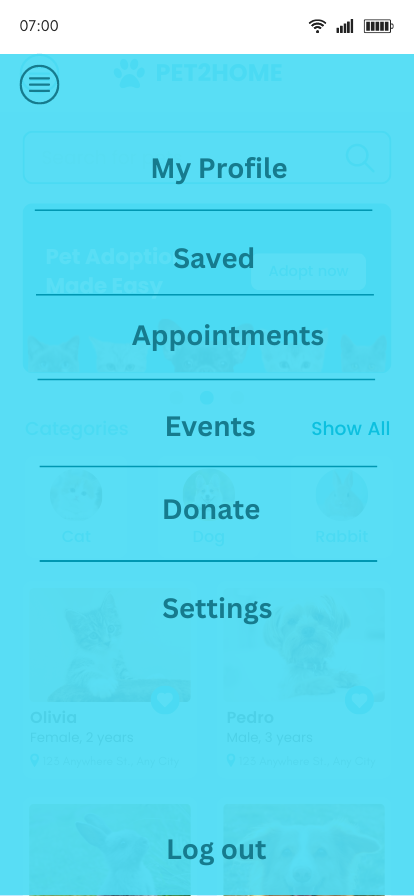 07:00
PET2HOME
My Profile
Pet Adoption
Made Easy
Adopt now
Saved
Appointments
Categories
Show All
Events
Cat
Dog
Rabbit
Donate
Settings
Olivia
Female, 2 years
123 Anywhere St., Any City
Pedro
Male, 3 years
123 Anywhere St., Any City
Log out